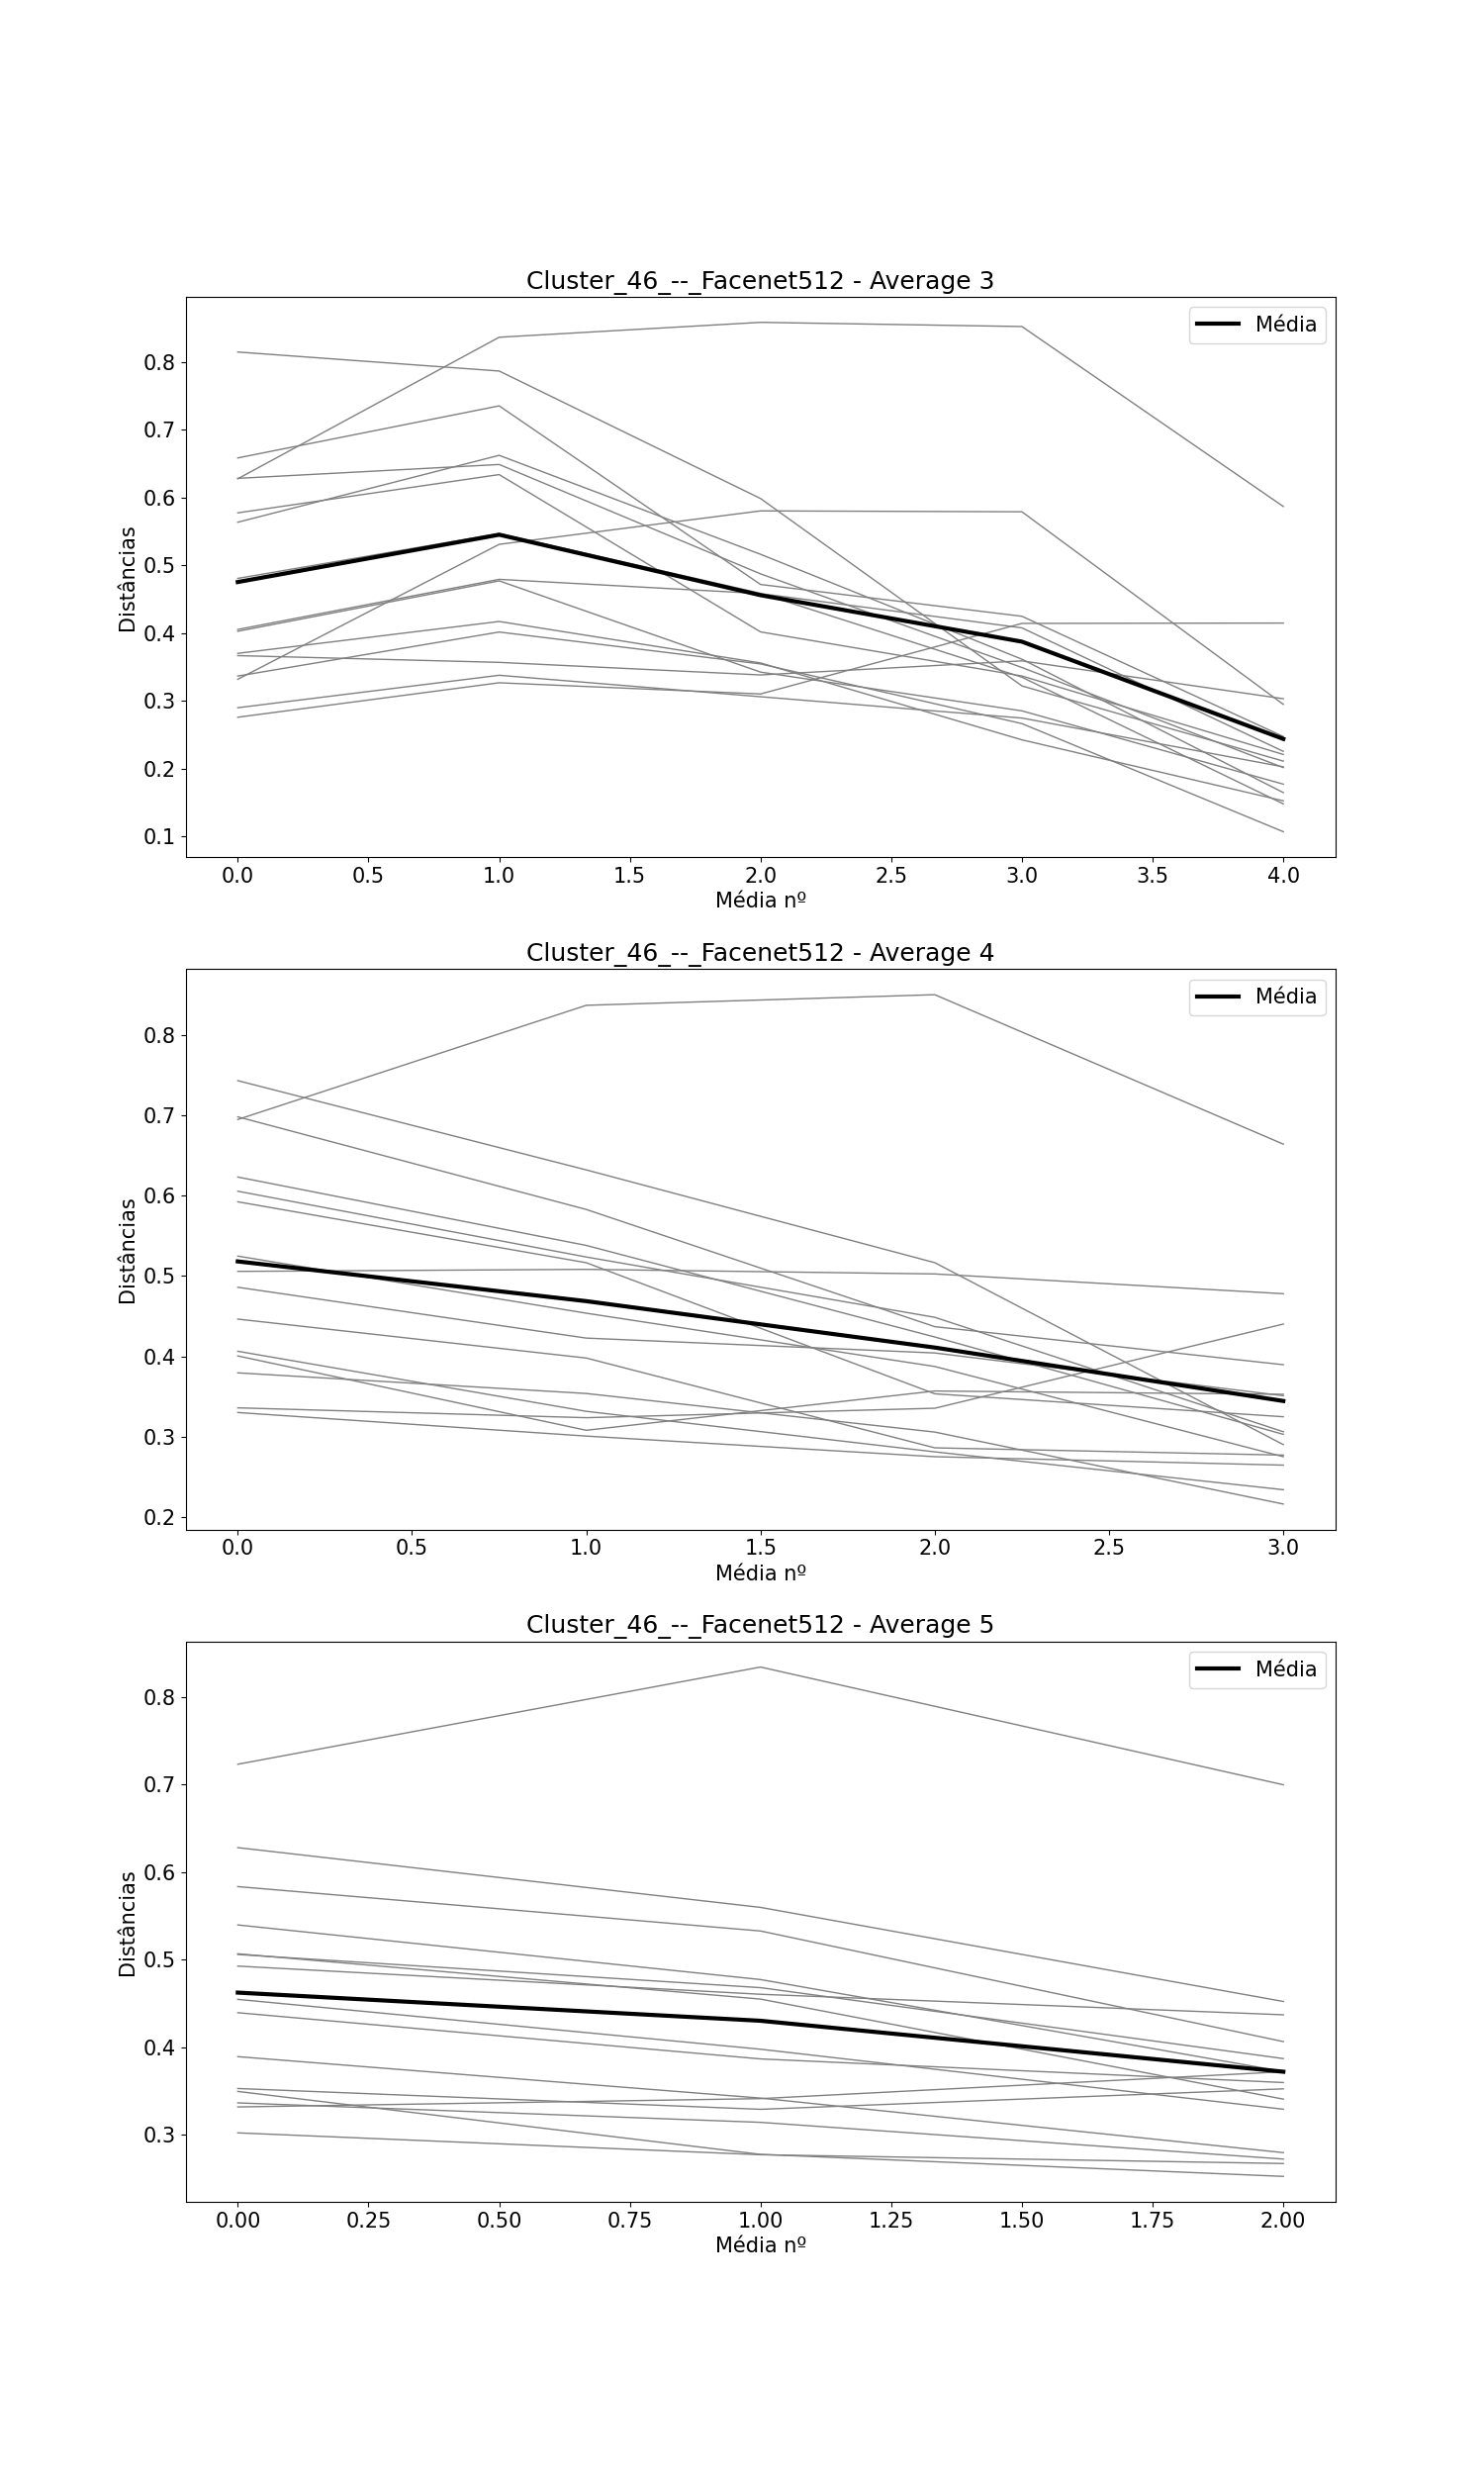 Cluster_46_--_Facenet512 - Average 3
Média
Distâncias
0.8
0.7
0.6
0.5
0.4
0.3
0.2
0.1
0.0 0.5 1.0 1.5 2.0 2.5 3.0 3.5 4.0
Média nº
Cluster_46_--_Facenet512 - Average 4
Média
Distâncias
0.8
0.7
0.6
0.5
0.4
0.3
0.2
0.0 0.5 1.0 1.5 2.0 2.5 3.0
Média nº
Cluster_46_--_Facenet512 - Average 5
Média
Distâncias
0.8
0.7
0.6
0.5
0.4
0.3
0.00 0.25 0.50 0.75 1.00 1.25 1.50 1.75 2.00
Média nº